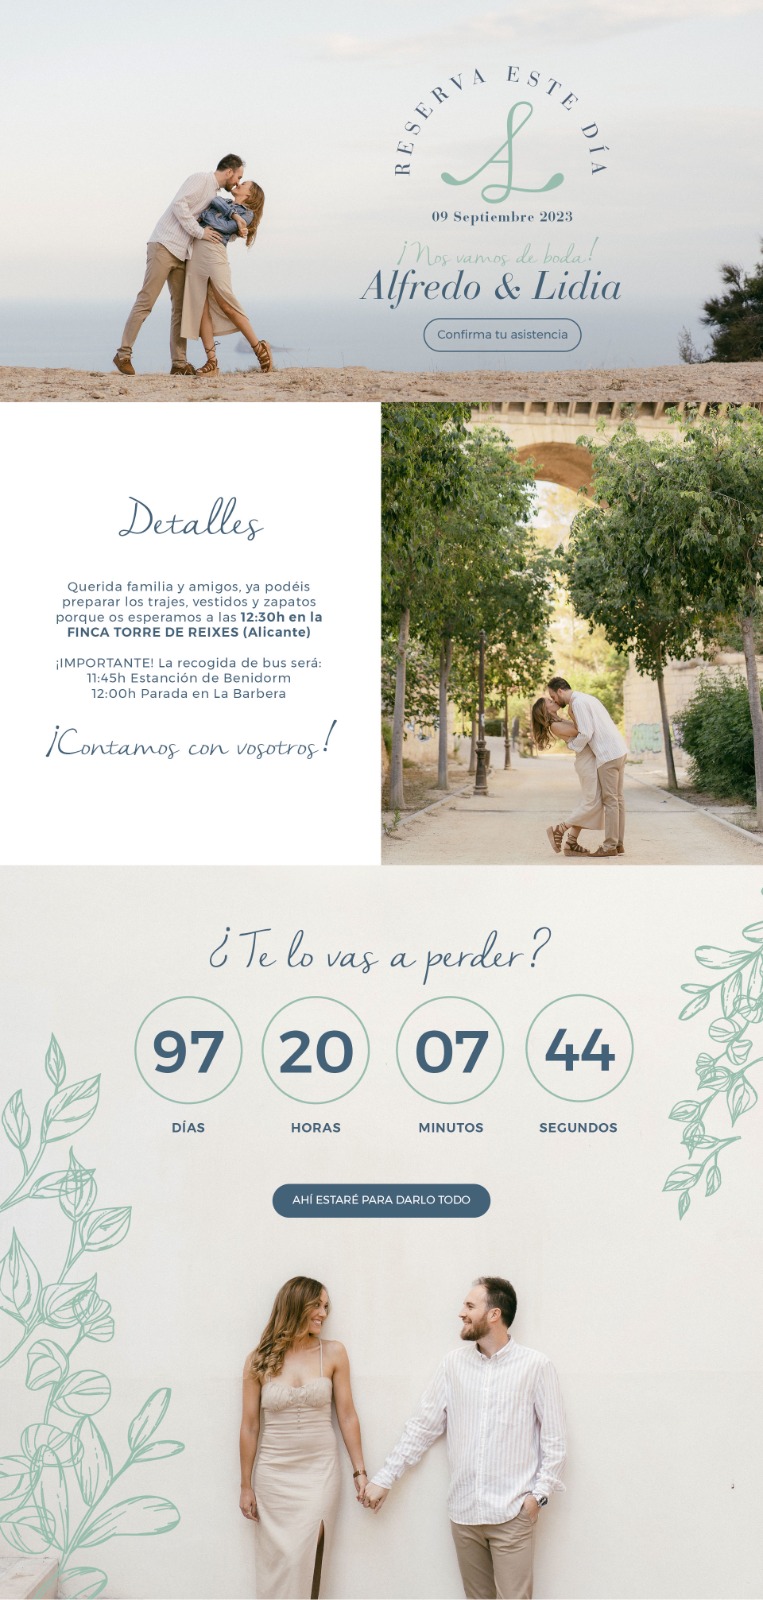 RESERVA ESTE DÍA
AL
09 Septiembre 2023
¡Nos vamos de boda!
Alfredo & Lidia
Confirma tu asistencia
Detalles
Querida familia y amigos, ya podéis
preparar los trajes, vestidos y zapatos
porque os esperamos a las 12:30h en la
FINCA TORRE DE REIXES (Alicante)
¡IMPORTANTE! La recogida de bus será:
11:45h Estanción de Benidorm
12:00h Parada en La Barbera
¡Contamos con vosotros!
¿Te lo vas a perder?
97 20 07 44
DÍAS HORAS MINUTOS SEGUNDOS
AHÍ ESTARÉ PARA DARLO TODO